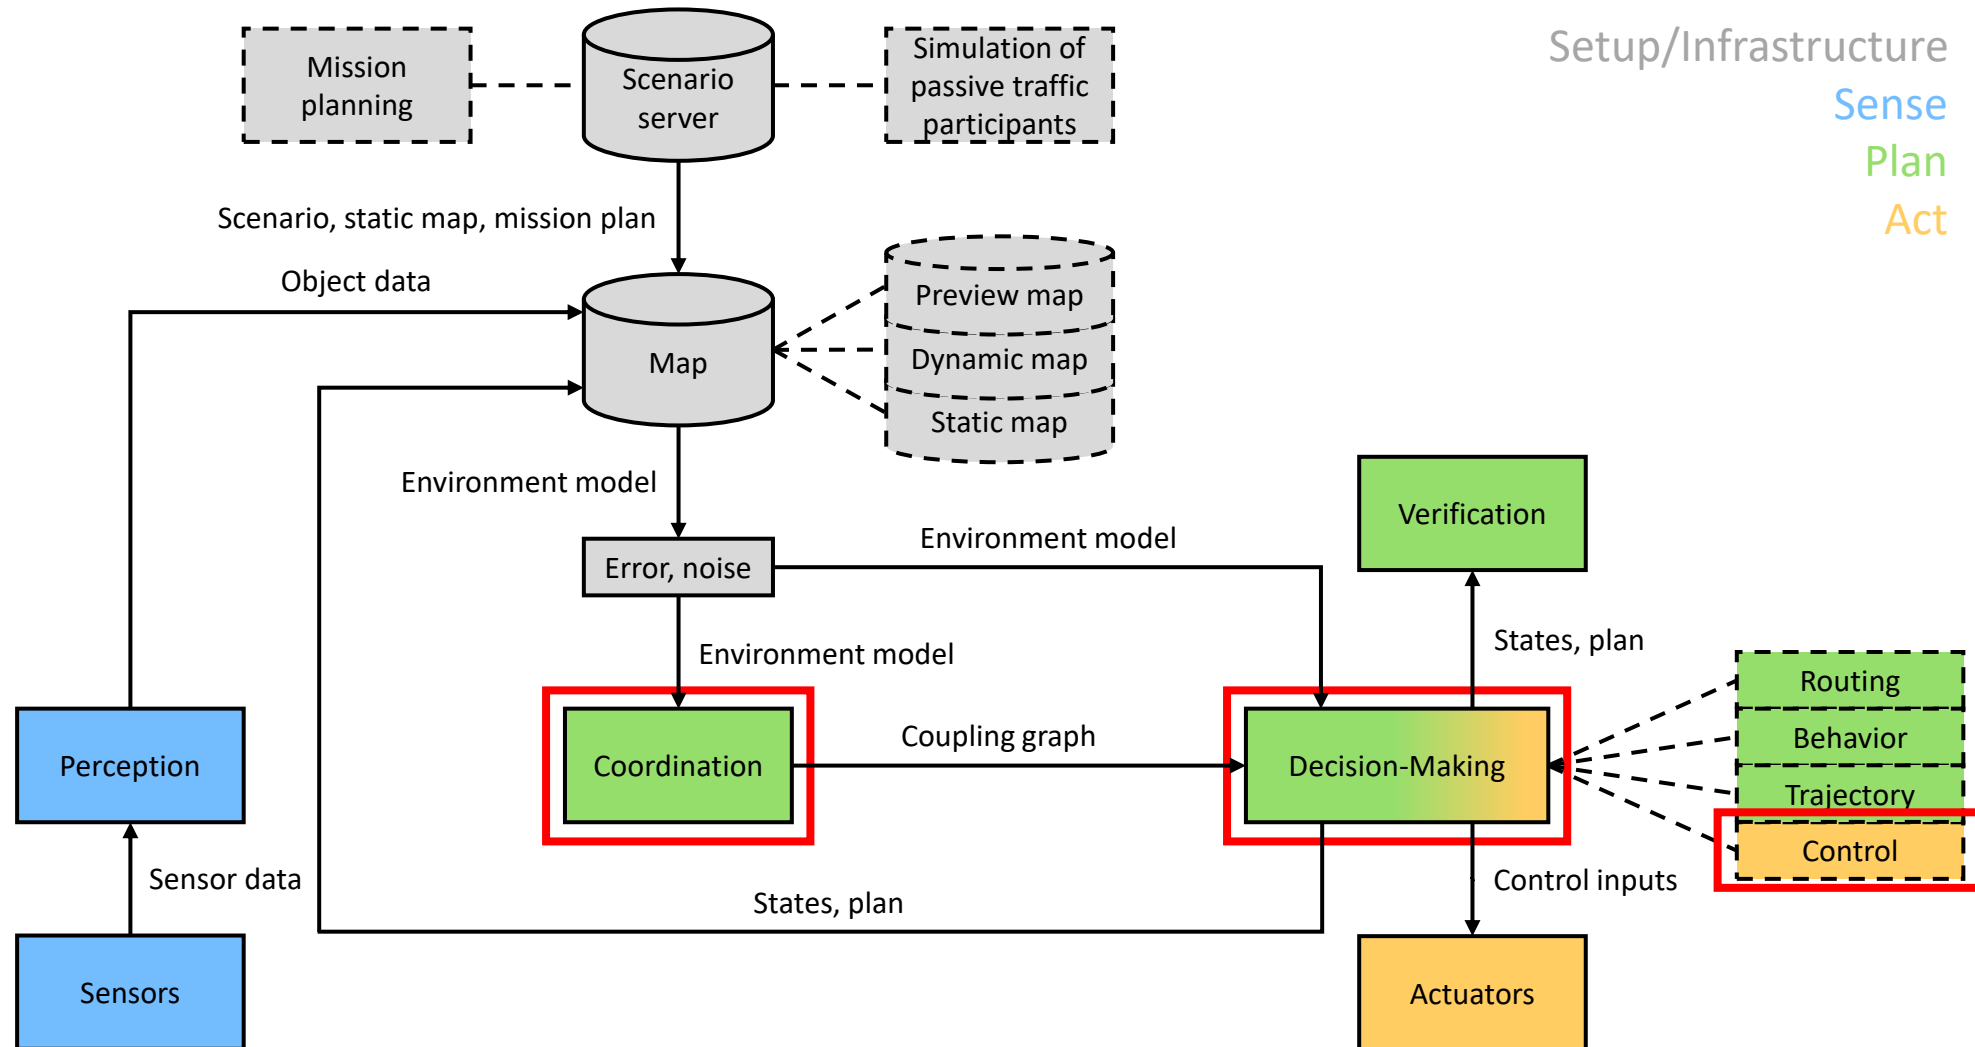 Mission
planning
Scenario
server
Simulation of
passive traffic
participants
Setup/Infrastructure
Sense
Plan
Act
Scenario, static map, mission plan
Object data
Map
Preview map
Dynamic map
Static map
Environment model
Error, noise
Environment model
Environment model
Verification
States, plan
Perception
Coordination
Coupling graph
Decision-Making
Routing
Behavior
Trajectory
Control
Sensor data
States, plan
Control inputs
Sensors
Actuators